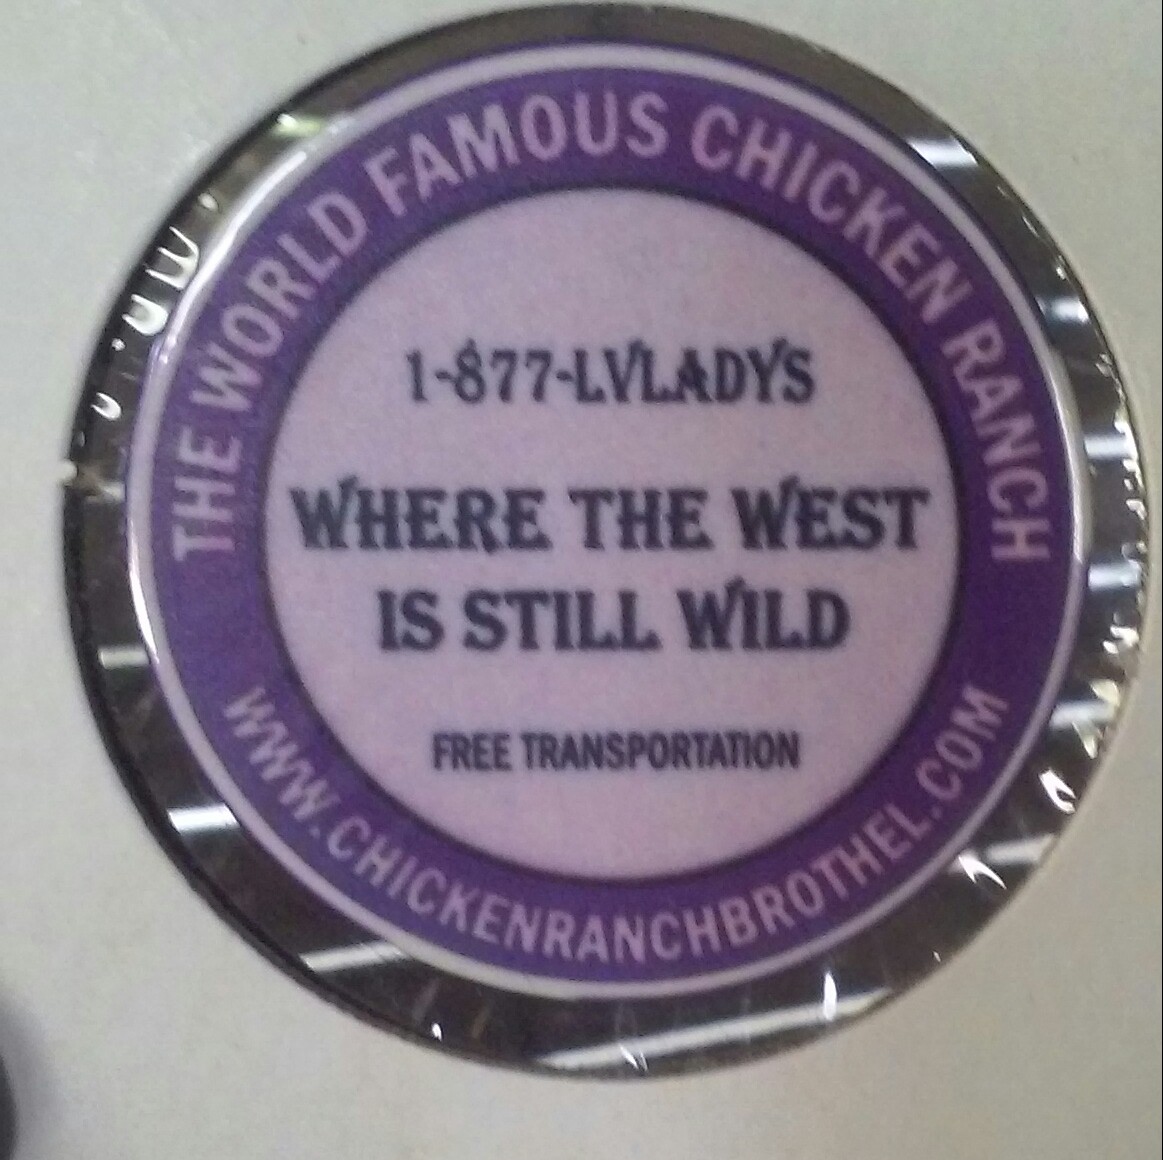 THE WORLD FAMOUS CHICKEN RANCH
1-877-LVLADYS
WHERE THE WEST
IS STILL WILD
FREE TRANSPORTATION
WWW.CHICKENRANCHBROTHEL.COM